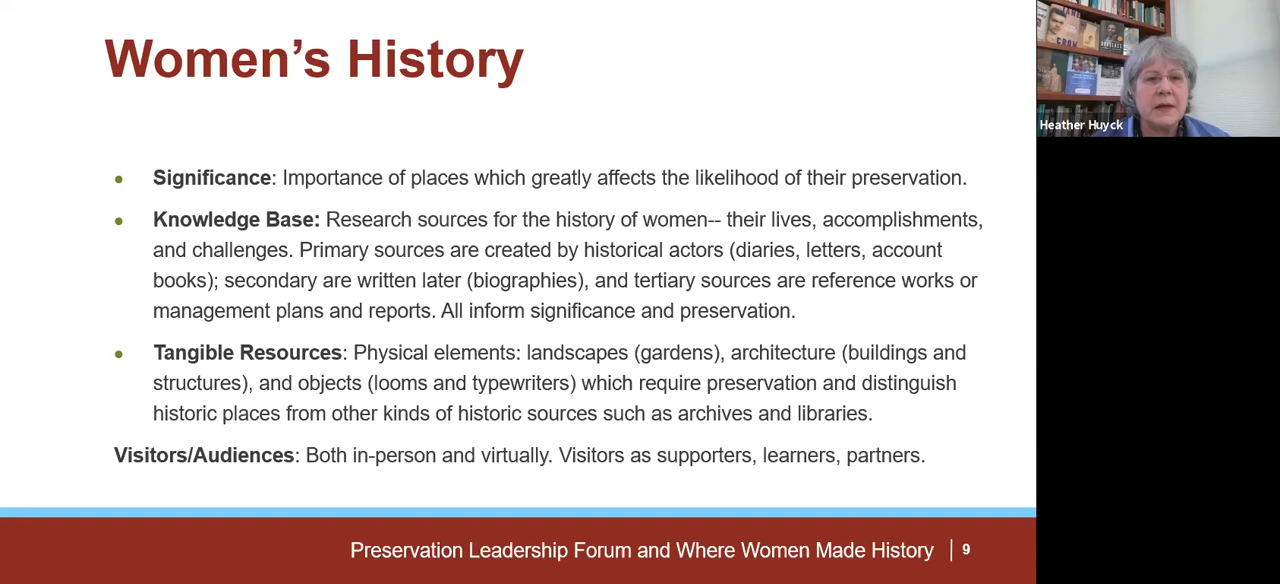 Women's History
• Significance: Importance of places which greatly affects the likelihood of their preservation.
• Knowledge Base: Research sources for the history of women-- their lives, accomplishments,
and challenges. Primary sources are created by historical actors (diaries, letters, account
books); secondary are written later (biographies), and tertiary sources are reference works or
management plans and reports. All inform significance and preservation.
• Tangible Resources: Physical elements: landscapes (gardens), architecture (buildings and
structures), and objects (looms and typewriters) which require preservation and distinguish
historic places from other kinds of historic sources such as archives and libraries.
Visitors/Audiences: Both in-person and virtually. Visitors as supporters, learners, partners.
Preservation Leadership Forum and Where Women Made History | 9
Heather Huyck